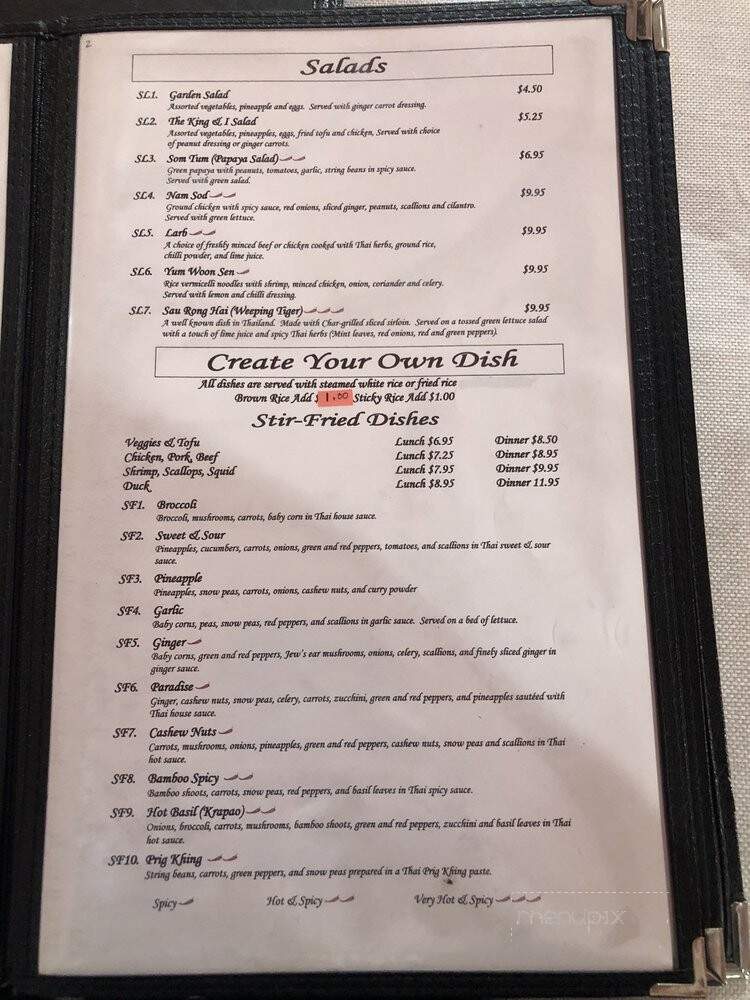 2
Salads
SL1. Garden Salad $4.50
Assorted vegetables, pineapple and eggs. Served with ginger carrot dressing.
SL2. The King & I Salad $5.25
Assorted vegetables, pineapples, eggs, fried tofu and chicken, Served with choice
of peanut dressing or ginger carrots.
SL3. Som Tum (Papaya Salad) $6.95
Green papaya with peanuts, tomatoes, garlic, string beans in spicy sauce.
Served with green salad.
SL4. Nam Sod $9.95
Ground chicken with spicy sauce, red onions, sliced ginger, peanuts, scallions and cilantro.
Served with green lettuce.
SL5. Larb $9.95
A choice of freshly minced beef or chicken cooked with Thai herbs, ground rice,
chilli powder, and lime juice.
SL6. Yum Woon Sen $9.95
Rice vermicelli noodles with shrimp, minced chicken, onion, coriander and celery.
Served with lemon and chilli dressing.
SL7. Sau Rong Hai (Weeping Tiger) $9.95
A well known dish in Thailand. Made with Char-grilled sliced sirloin. Served on a tossed green lettuce salad
with a touch of lime juice and spicy Thai herbs (Mint leaves, red onions, red and green peppers).
Create Your Own Dish
All dishes are served with steamed white rice or fried rice
Brown Rice Add $ 1.00 Sticky Rice Add $1.00
Stir-Fried Dishes
Veggies & Tofu Lunch $6.95 Dinner $8.50
Chicken, Pork, Beef Lunch $7.25 Dinner $8.95
Shrimp, Scallops, Squid Lunch $7.95 Dinner $9.95
Duck Lunch $8.95 Dinner 11.95
SF1. Broccoli
Broccoli, mushrooms, carrots, baby corn in Thai house sauce.
SF2. Sweet & Sour
Pineapples, cucumbers, carrots, onions, green and red peppers, tomatoes, and scallions in Thai sweet & sour
sauce.
SF3. Pineapple
Pineapples, snow peas, carrots, onions, cashew nuts, and curry powder
SF4. Garlic
Baby corns, peas, snow peas, red peppers, and scallions in garlic sauce. Served on a bed of lettuce.
SF5. Ginger
Baby corns, green and red peppers, Jew's ear mushrooms, onions, celery, scallions, and finely sliced ginger in
ginger sauce.
SF6. Paradise
Ginger, cashew nuts, snow peas, celery, carrots, zucchini, green and red peppers, and pineapples sautéed with
Thai house sauce.
SF7. Cashew Nuts
Carrots, mushrooms, onions, pineapples, green and red peppers, cashew nuts, snow peas and scallions in Thai
hot sauce.
SF8. Bamboo Spicy
Bamboo shoots, carrots, snow peas, red peppers, and basil leaves in Thai spicy sauce.
SF9. Hot Basil (Krapao)
Onions, broccoli, carrots, mushrooms, bamboo shoots, green and red peppers, zucchini and basil leaves in Thai
hot sauce.
SF10. Prig Khing
String beans, carrots, green peppers, and snow peas prepared in a Thai Prig Khing paste.
Spicy Hot & Spicy Very Hot & Spicy
menupix